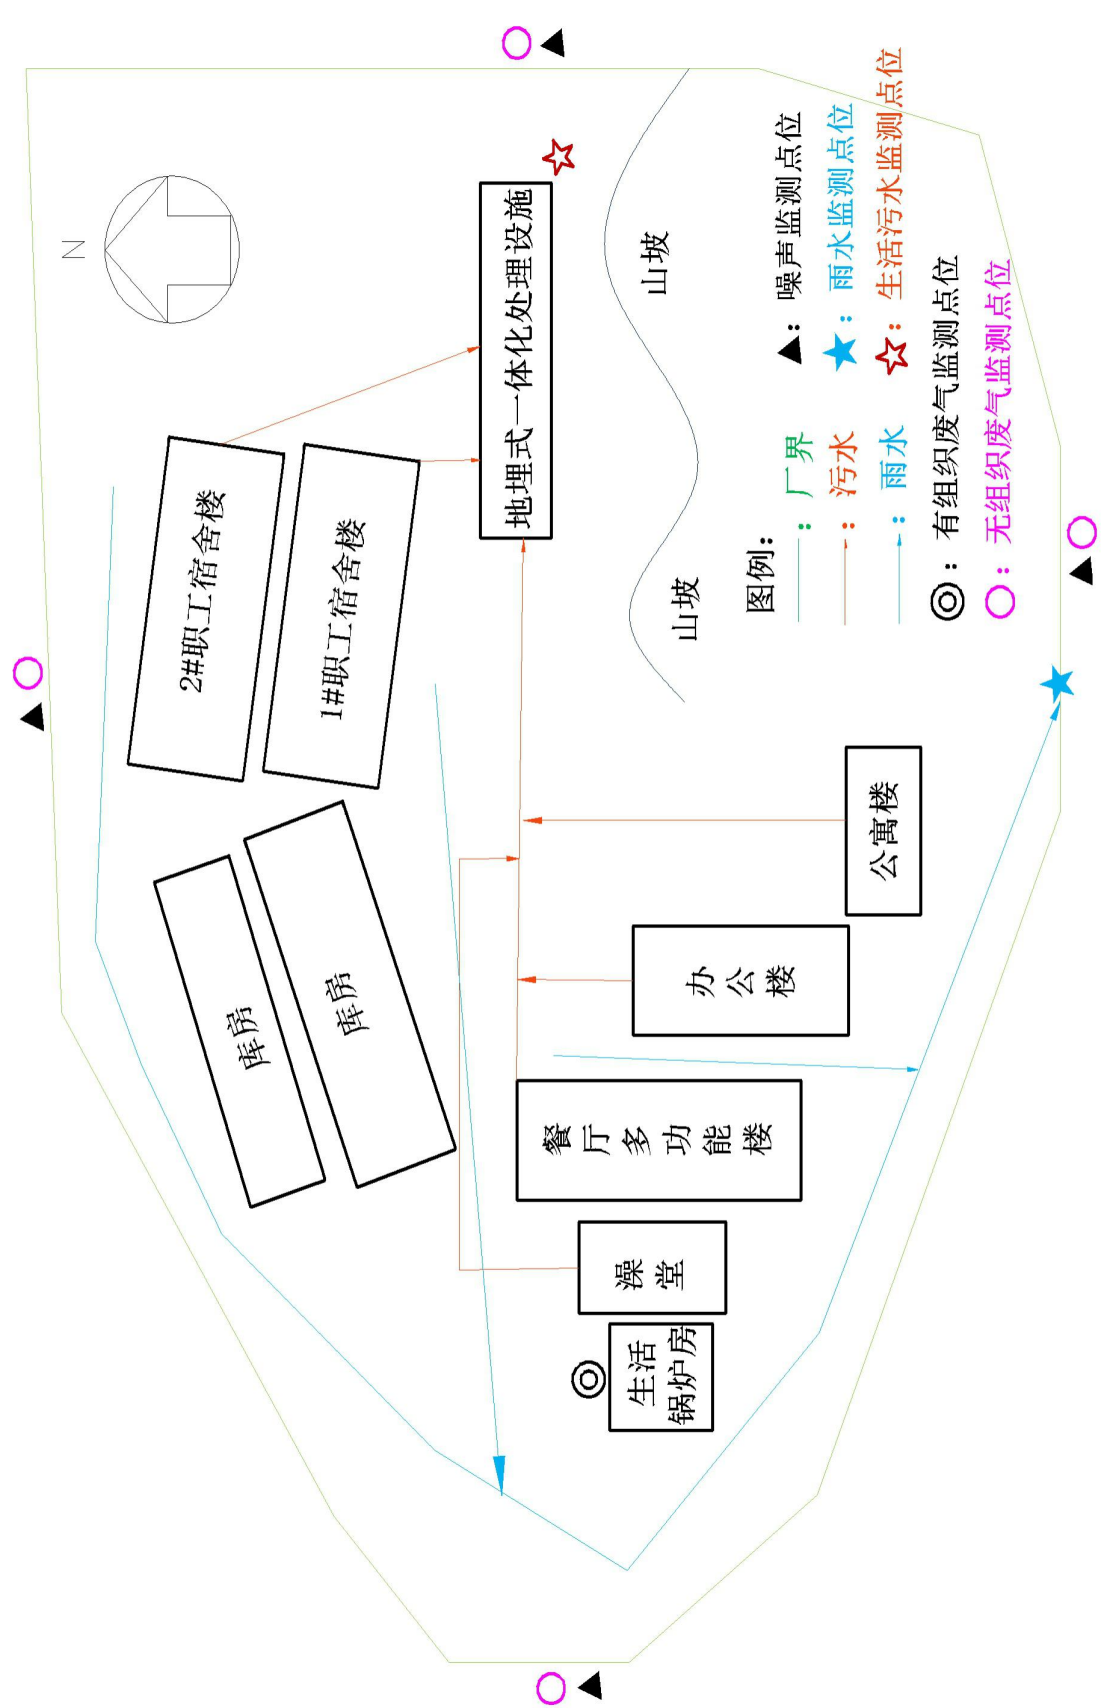 N
2#职工宿舍楼
1#职工宿舍楼
库房
库房
地埋式一体化处理设施
山坡
山坡
生活
锅炉房
澡
堂
餐
厅
多
功
能
楼
办
公
楼
公寓楼
图例：
：厂界
：污水
：雨水
：有组织废气监测点位
：无组织废气监测点位
：噪声监测点位
：雨水监测点位
：生活污水监测点位